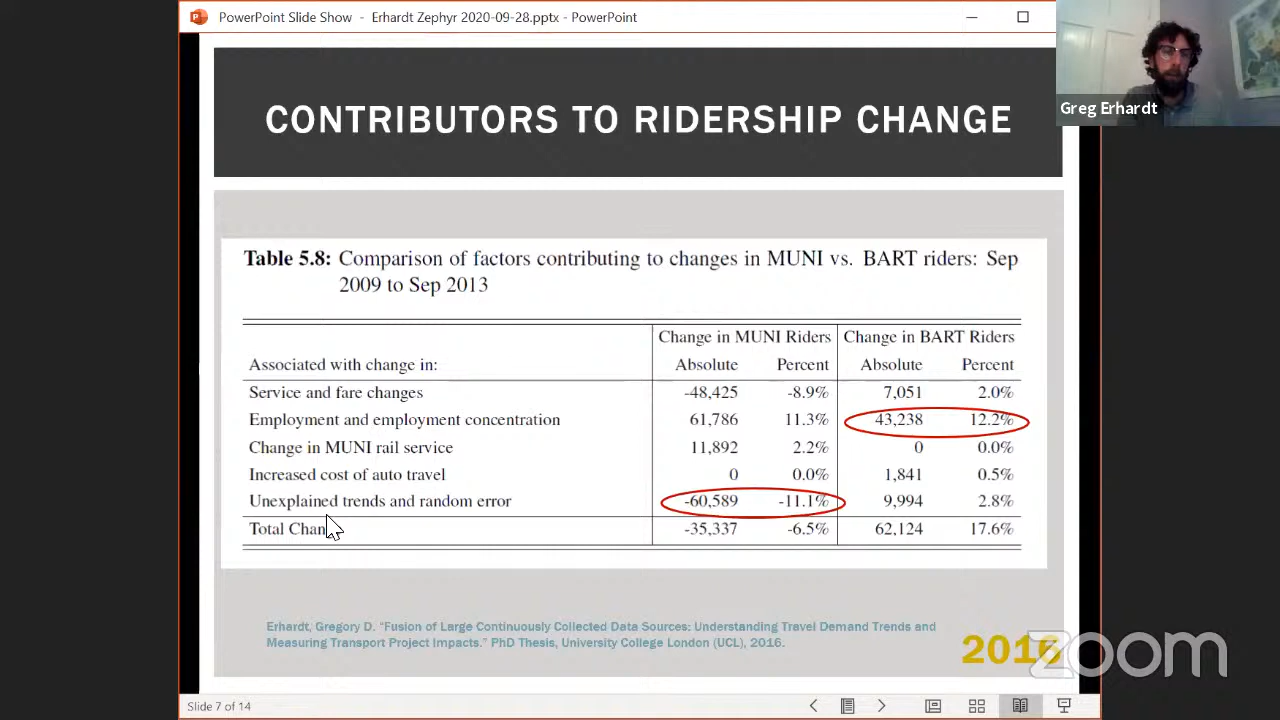 PowerPoint Slide Show - Erhardt Zephyr 2020-09-28.pptx - PowerPoint
Greg Erhardt
CONTRIBUTORS TO RIDERSHIP CHANGE
Table 5.8: Comparison of factors contributing to changes in MUNI vs. BART riders: Sep
2009 to Sep 2013
Change in MUNI Riders Change in BART Riders
Associated with change in: Absolute Percent Absolute Percent
Service and fare changes -48,425 -8.9% 7,051 2.0%
Employment and employment concentration 61,786 11.3% 43,238 12.2%
Change in MUNI rail service 11,892 2.2% 0 0.0%
Increased cost of auto travel 0 0.0% 1,841 0.5%
Unexplained trends and random error -60,589 -11.1% 9,994 2.8%
Total Chan -35,337 -6.5% 62,124 17.6%
Erhardt, Gregory D. "Fusion of Large Continuously Collected Data Sources: Understanding Travel Demand Trends and
Measuring Transport Project Impacts." PhD Thesis, University College London (UCL), 2016.
2016
zoom
Slide 7 of 14